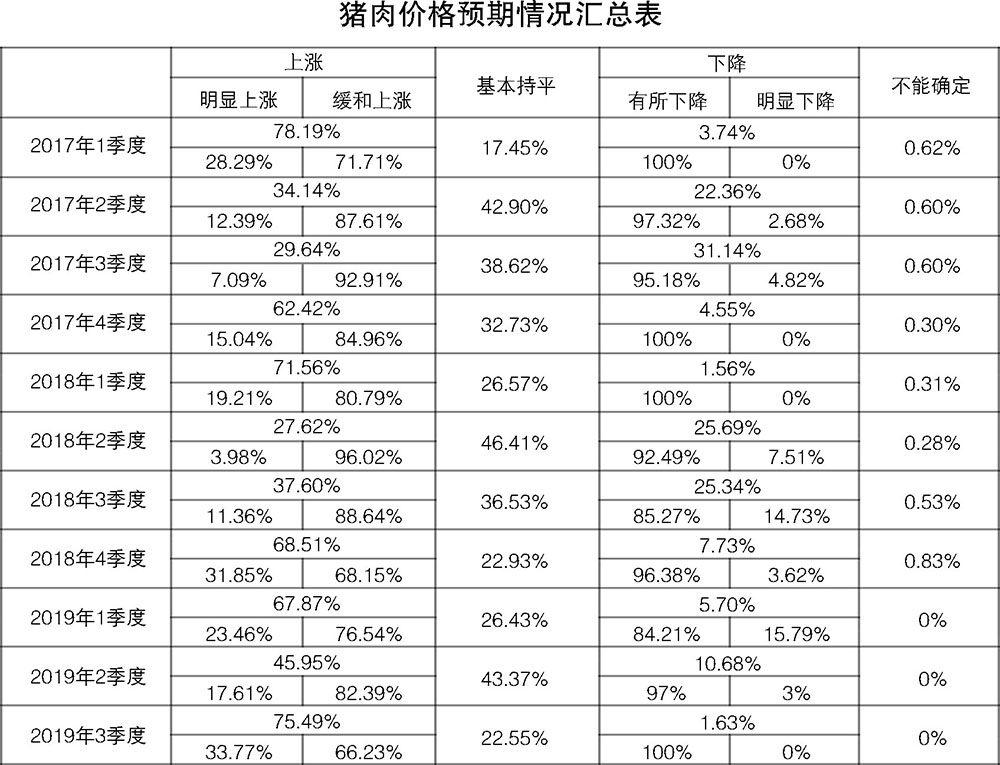 猪肉价格预期情况汇总表
上涨 基本持平 下降 不能确定
明显上涨 缓和上涨 有所下降 明显下降
2017年1季度 78.19% 17.45% 3.74% 0.62%
28.29% 71.71% 100% 0%
2017年2季度 34.14% 42.90% 22.36% 0.60%
12.39% 87.61% 97.32% 2.68%
2017年3季度 29.64% 38.62% 31.14% 0.60%
7.09% 92.91% 95.18% 4.82%
2017年4季度 62.42% 32.73% 4.55% 0.30%
15.04% 84.96% 100% 0%
2018年1季度 71.56% 26.57% 1.56% 0.31%
19.21% 80.79% 100% 0%
2018年2季度 27.62% 46.41% 25.69% 0.28%
3.98% 96.02% 92.49% 7.51%
2018年3季度 37.60% 36.53% 25.34% 0.53%
11.36% 88.64% 85.27% 14.73%
2018年4季度 68.51% 22.93% 7.73% 0.83%
31.85% 68.15% 96.38% 3.62%
2019年1季度 67.87% 26.43% 5.70% 0%
23.46% 76.54% 84.21% 15.79%
2019年2季度 45.95% 43.37% 10.68% 0%
17.61% 82.39% 97% 3%
2019年3季度 75.49% 22.55% 1.63% 0%
33.77% 66.23% 100% 0%